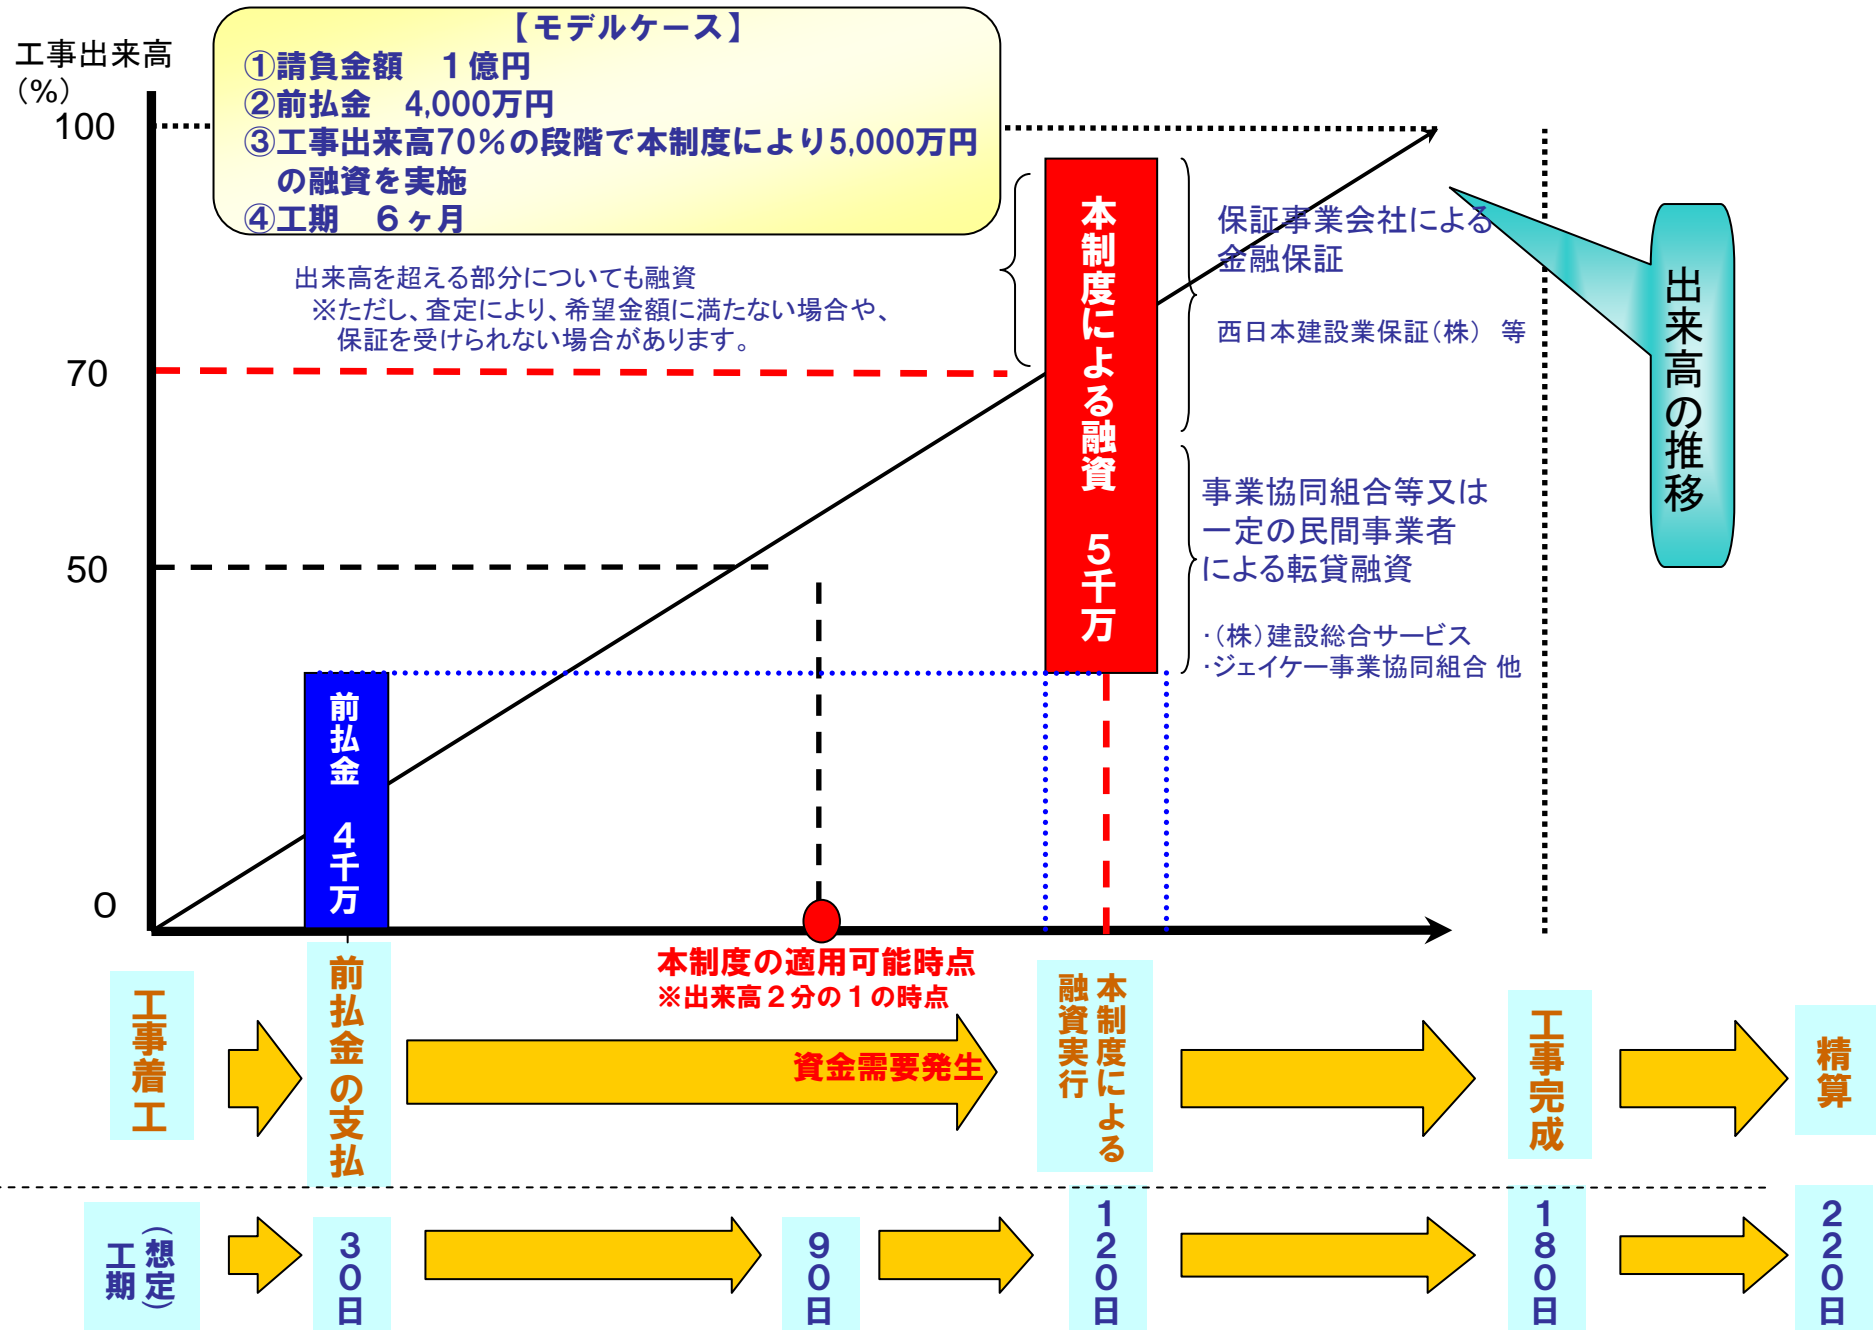 【モデルケース】
①請負金額　１億円
②前払金　4,000万円
③工事出来高70％の段階で本制度により5,000万円
の融資を実施
④工期　６ヶ月
工事出来高
(%)
100
70
50
0
出来高を超える部分についても融資
※ただし、査定により、希望金額に満たない場合や、
保証を受けられない場合があります。
本制度による融資　５千万
保証事業会社による
金融保証
西日本建設業保証(株)　等
事業協同組合等又は
一定の民間事業者
による転貸融資
・(株)建設総合サービス
・ジェイケー事業協同組合 他
出来高の推移
前払金　４千万
本制度の適用可能時点
※出来高２分の１の時点
工事着工
前払金の支払
資金需要発生
本制度による
融資実行
工事完成
精算
(想定)
工期
３０日
９０日
１２０日
１８０日
２２０日